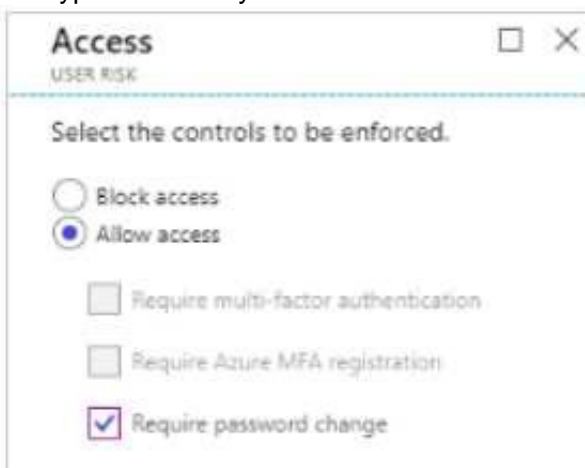 Access
USER RISK
Select the controls to be enforced.
Block access
Allow access
Require multi-factor authentication
Require Azure MFA registration
Require password change